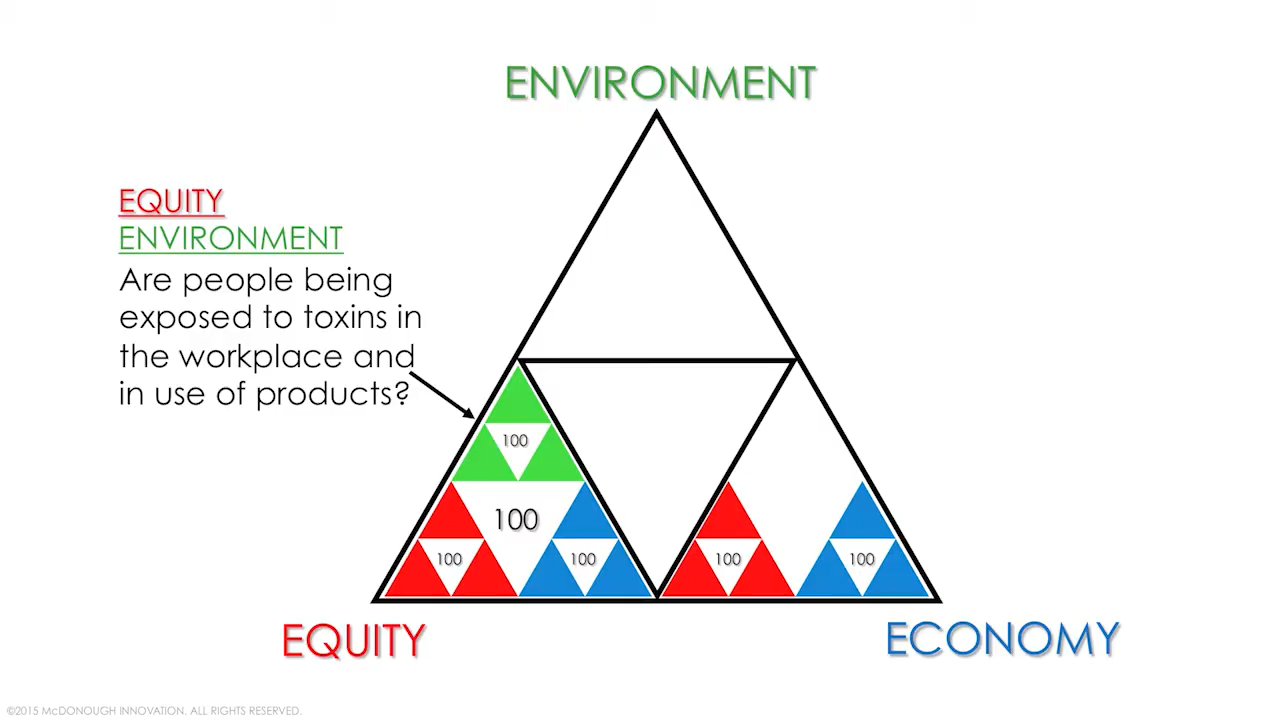 ENVIRONMENT
EQUITY
ENVIRONMENT
Are people being
exposed to toxins in
the workplace and
in use of products?
100
100
100
100
100
100
EQUITY
ECONOMY
©2015 McDONOUGH INNOVATION. ALL RIGHTS RESERVED.